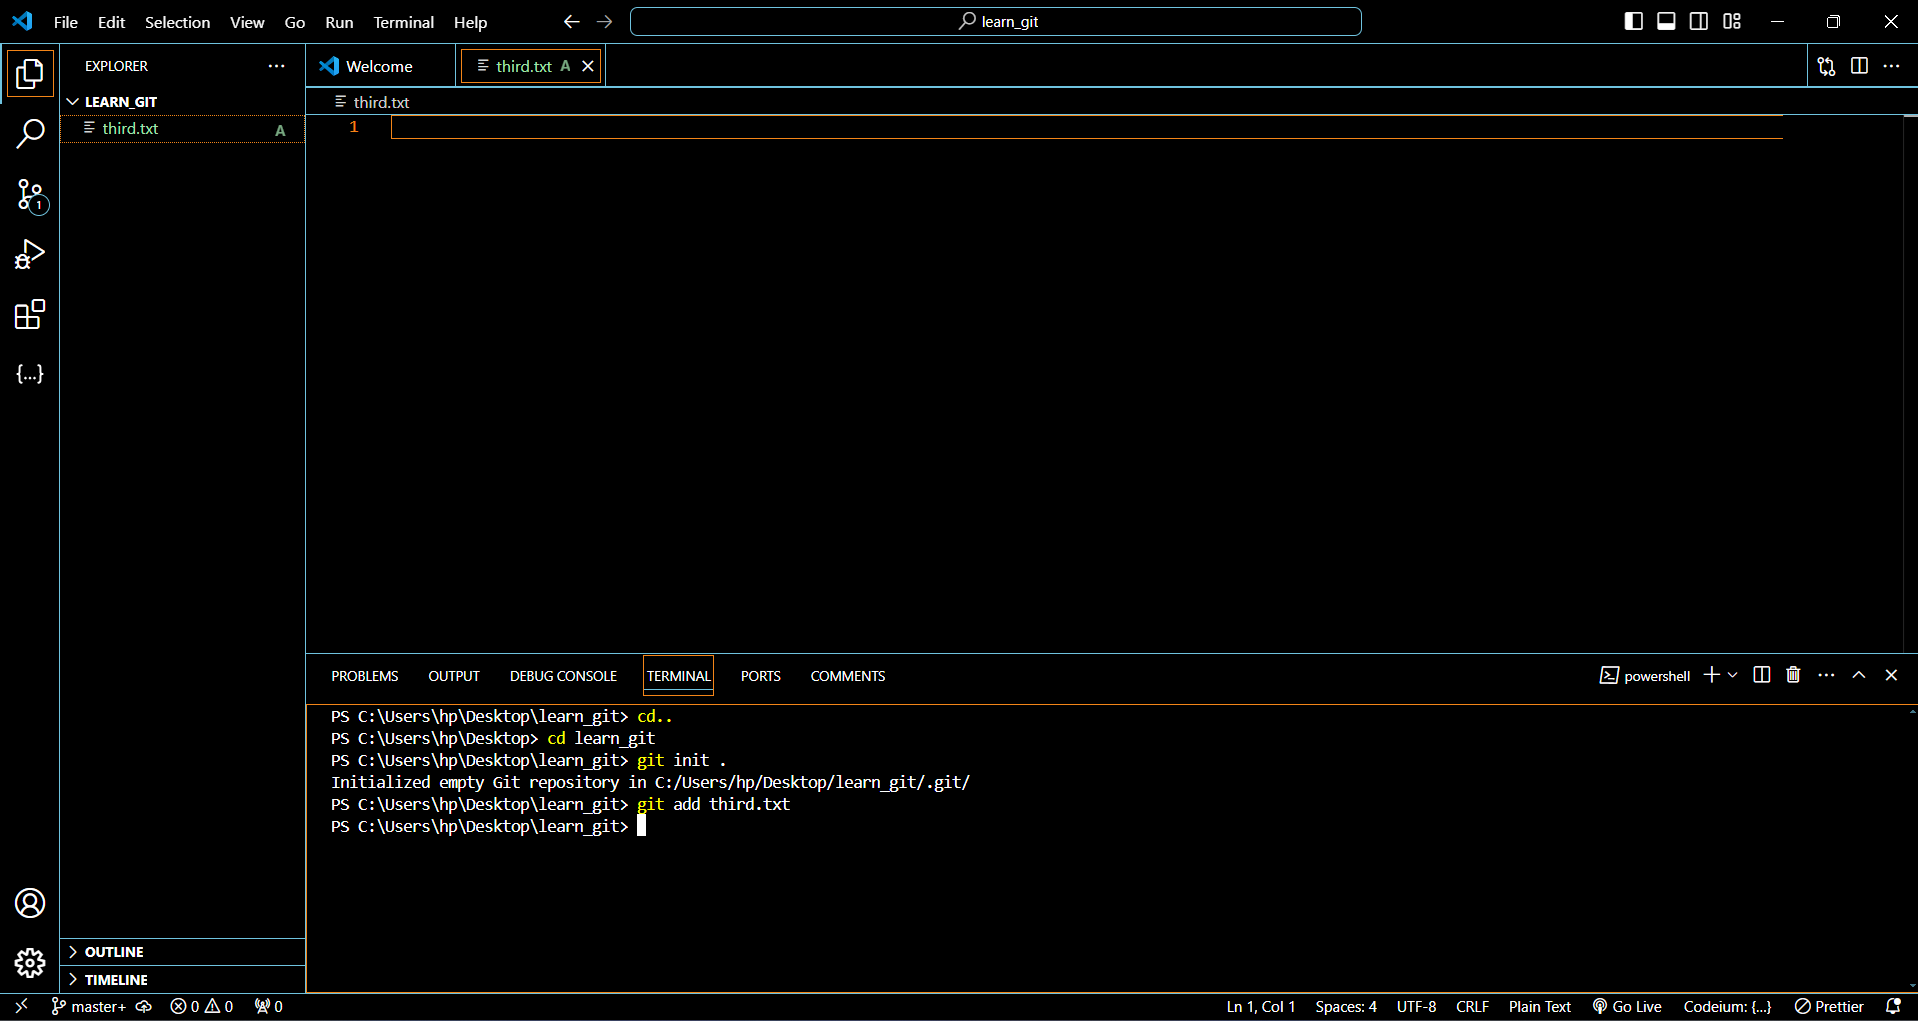 File Edit Selection View Go Run Terminal Help
learn_git
EXPLORER
LEARN_GIT
third.txt A
Welcome
third.txt A
third.txt
1
1
{...}
PROBLEMS OUTPUT DEBUG CONSOLE TERMINAL PORTS COMMENTS
powershell
PS C:\Users\hp\Desktop\learn_git> cd..
PS C:\Users\hp\Desktop> cd learn_git
PS C:\Users\hp\Desktop\learn_git> git init .
Initialized empty Git repository in C:/Users/hp/Desktop/learn_git/.git/
PS C:\Users\hp\Desktop\learn_git> git add third.txt
PS C:\Users\hp\Desktop\learn_git>
OUTLINE
TIMELINE
master+ 0 0 0 Ln 1, Col 1 Spaces: 4 UTF-8 CRLF Plain Text Go Live Codeium: {...} Prettier